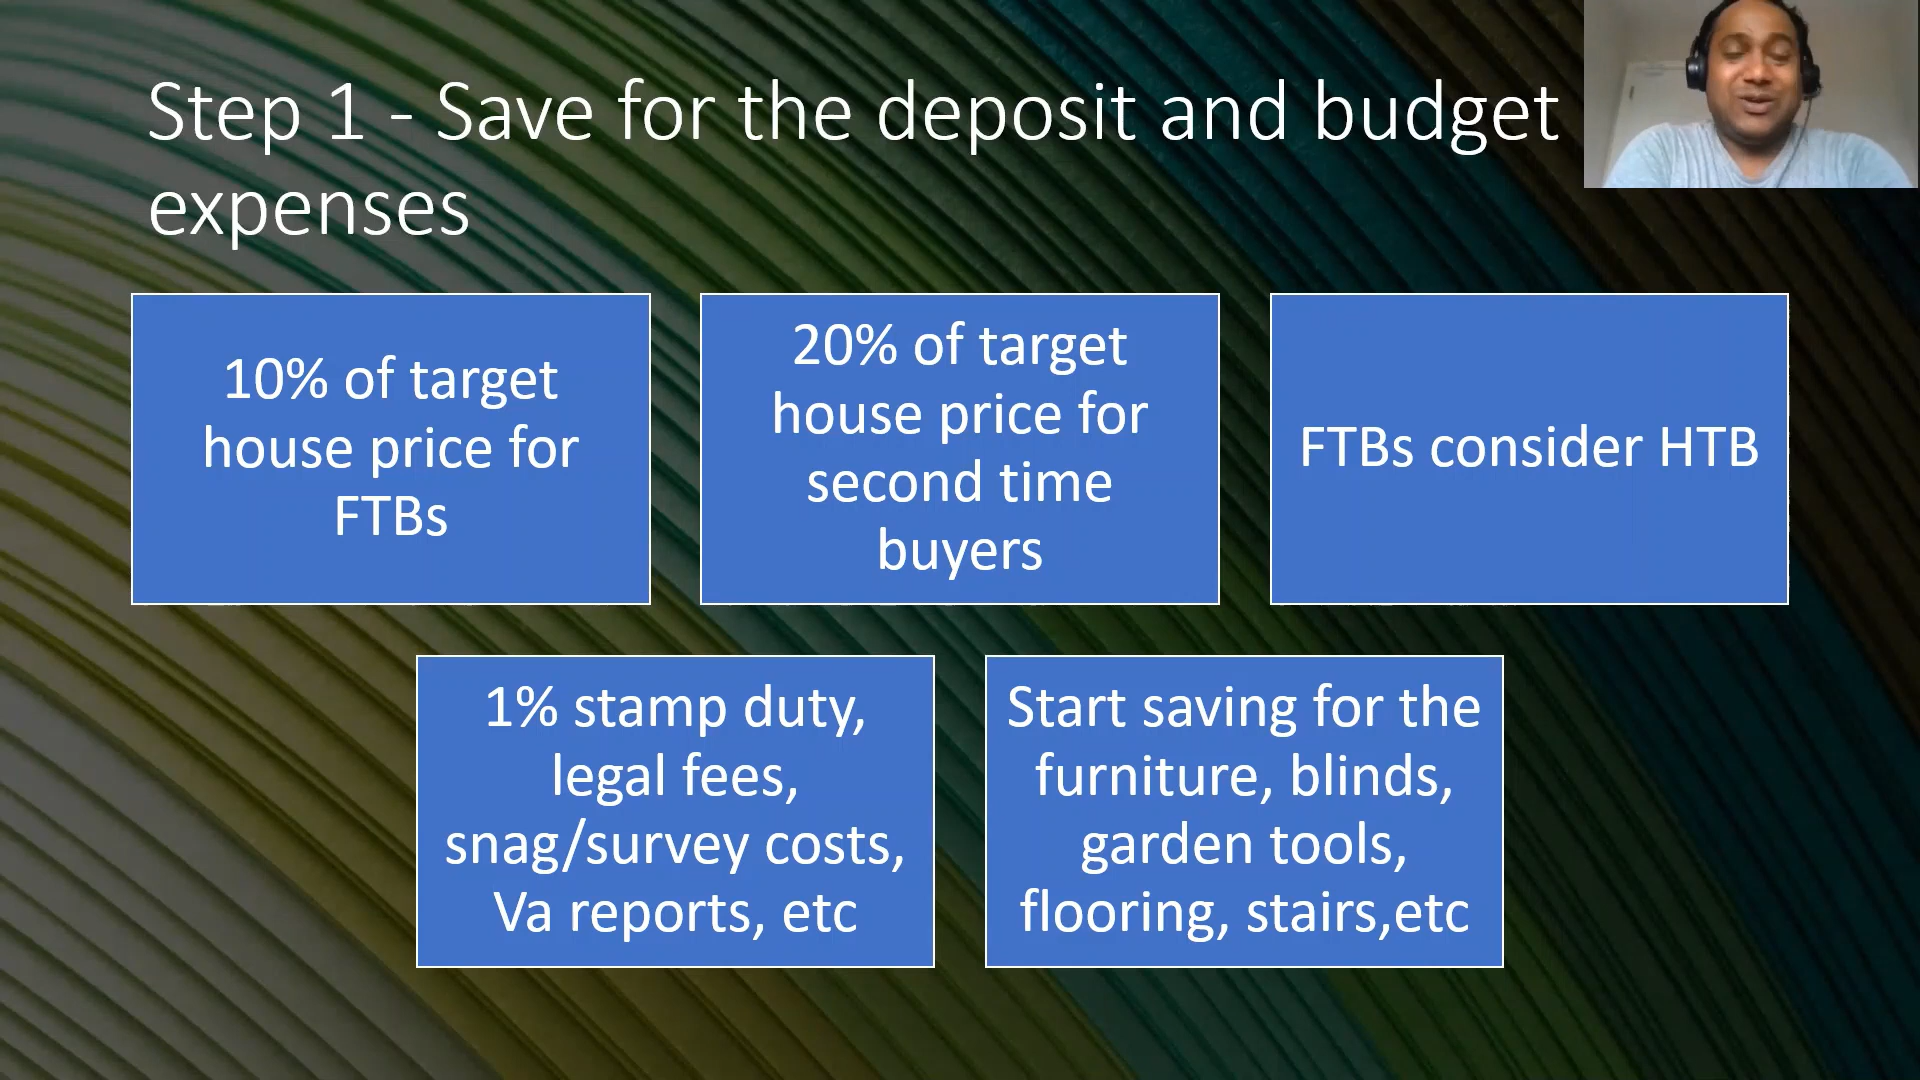 Step 1 - Save for the deposit and budget
expenses
10% of target
house price for
FTBs
20% of target
house price for
second time
buyers
FTBs consider HTB
1% stamp duty,
legal fees,
snag/survey costs,
Va reports, etc
Start saving for the
furniture, blinds,
garden tools,
flooring, stairs,etc